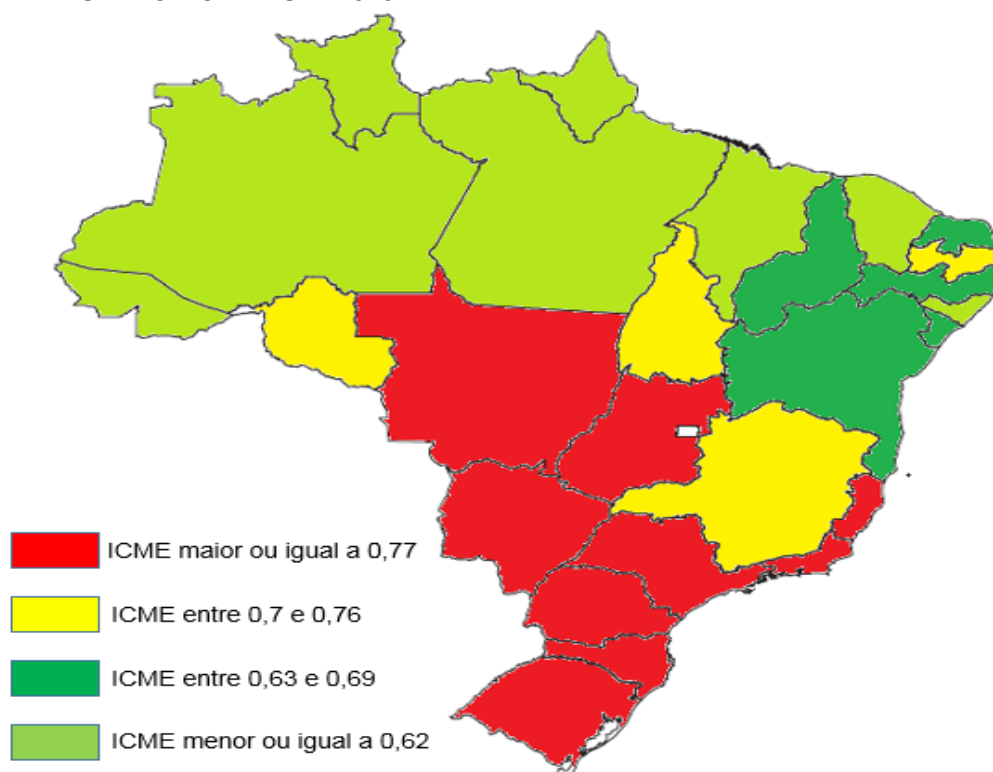 ICME maior ou igual a 0,77
ICME entre 0,7 e 0,76
ICME entre 0,63 e 0,69
ICME menor ou igual a 0,62